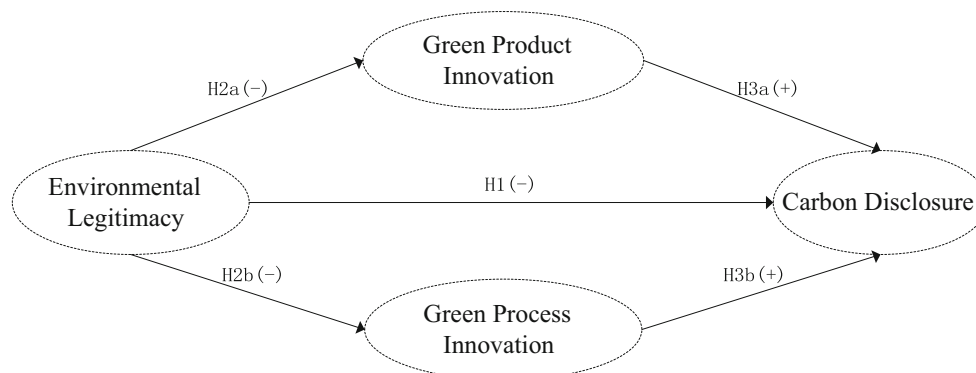 Green Product
Innovation
H2a(-)
H3a(+)
Environmental
Legitimacy
H1(-)
Carbon Disclosure
H2b(-)
H3b(+)
Green Process
Innovation